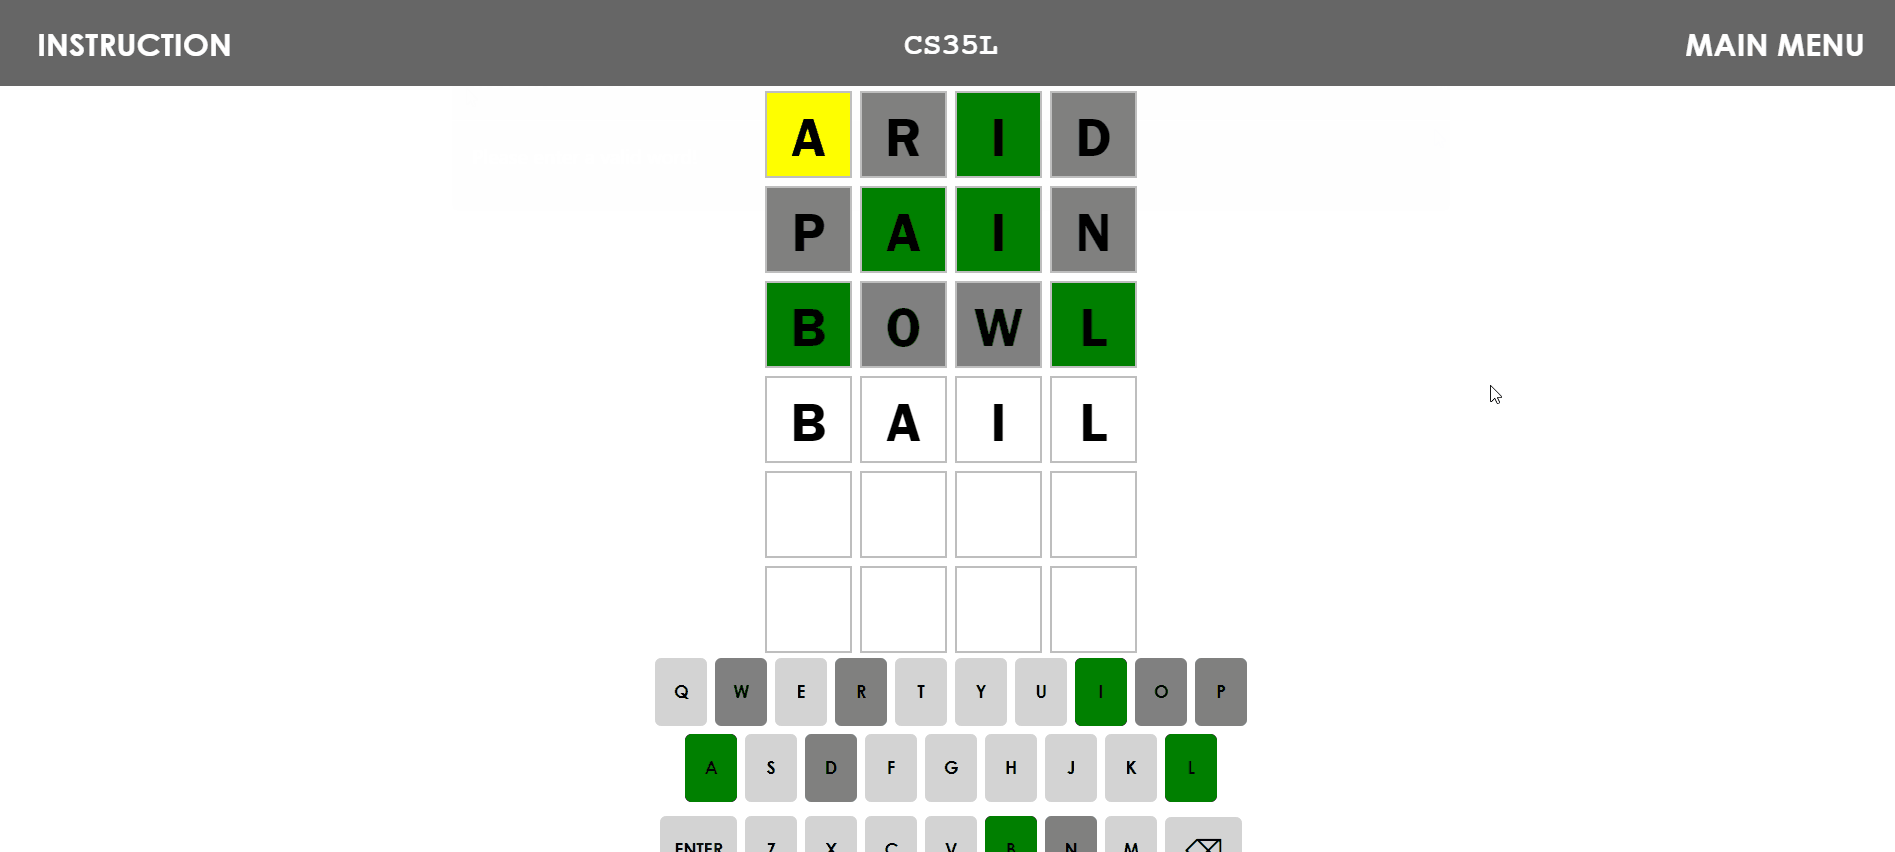 INSTRUCTION CS35L MAIN MENU
A R I D
P A I N
B O W L
B A I L
Q W E R T Y U I O P
A S D F G H J K L
ENTER Z X C V B N M